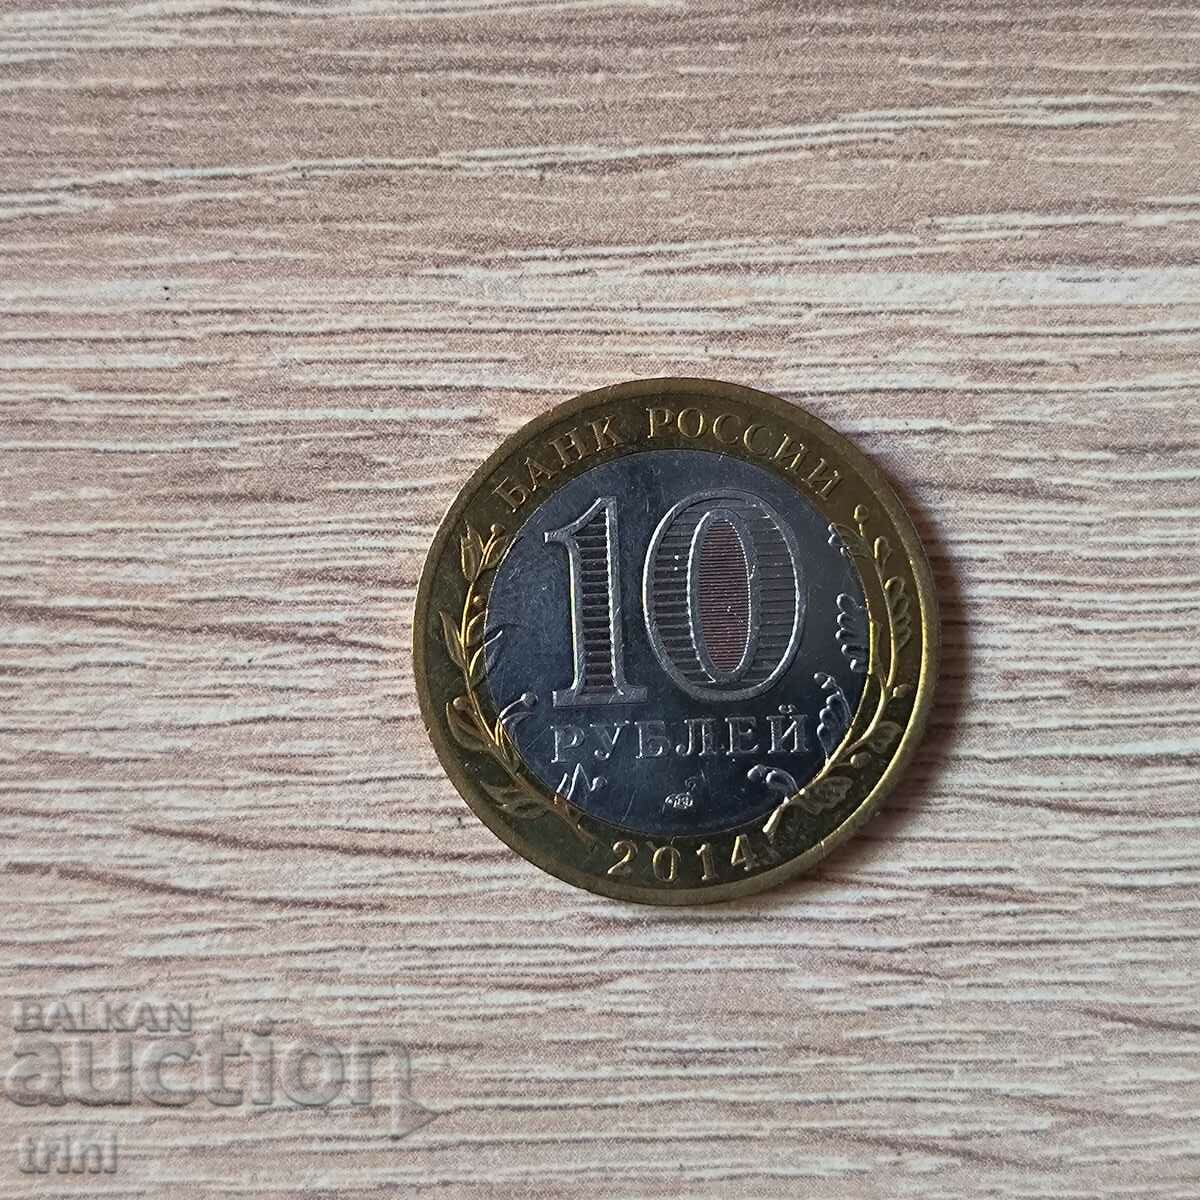 БАНК РОССИИ
10
РУБЛЕЙ
2014
BALKAN
auction
trini